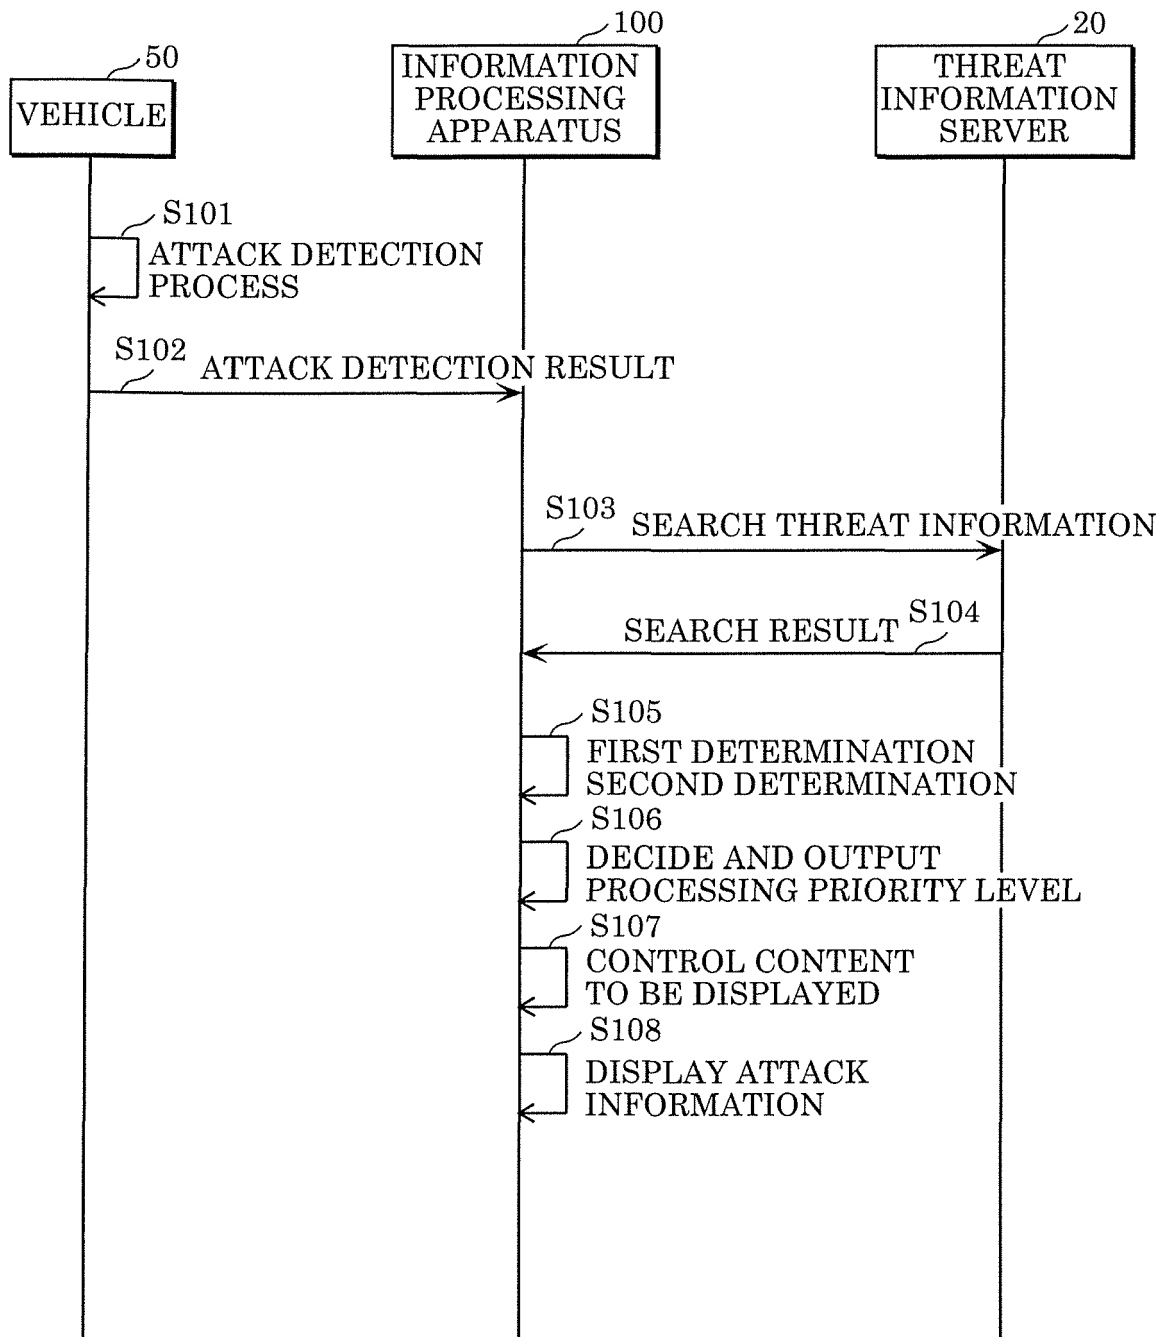 50
VEHICLE
100
INFORMATION
PROCESSING
APPARATUS
20
THREAT
INFORMATION
SERVER
S101
ATTACK DETECTION
PROCESS
S102
ATTACK DETECTION RESULT
S103
SEARCH THREAT INFORMATION
S104
SEARCH RESULT
S105
FIRST DETERMINATION
SECOND DETERMINATION
S106
DECIDE AND OUTPUT
PROCESSING PRIORITY LEVEL
S107
CONTROL CONTENT
TO BE DISPLAYED
S108
DISPLAY ATTACK
INFORMATION